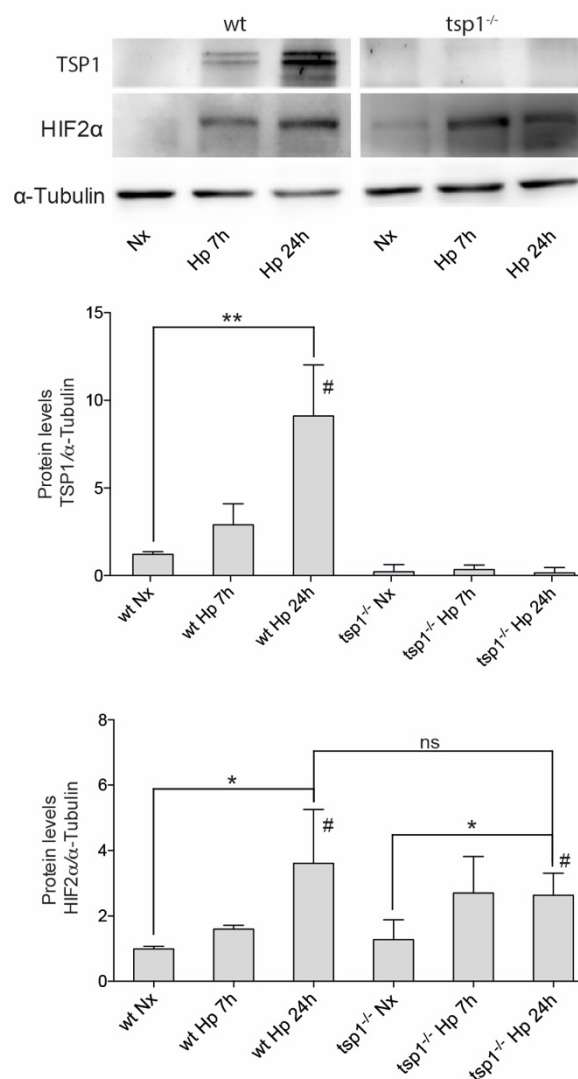 wt tsp1-/-
TSP1
HIF2α
α-Tubulin
Nx Hp 7h Hp 24h Nx Hp 7h Hp 24h
15
10
5
0
Protein levels
TSP1/α-Tubulin
**
#
wt Nx wt Hp 7h wt Hp 24h tsp1-/- Nx tsp1-/- Hp 7h tsp1-/- Hp 24h
8
6
4
2
0
Protein levels
HIF2α/α-Tubulin
ns
*
#
*
#
wt Nx wt Hp 7h wt Hp 24h tsp1-/- Nx tsp1-/- Hp 7h tsp1-/- Hp 24h